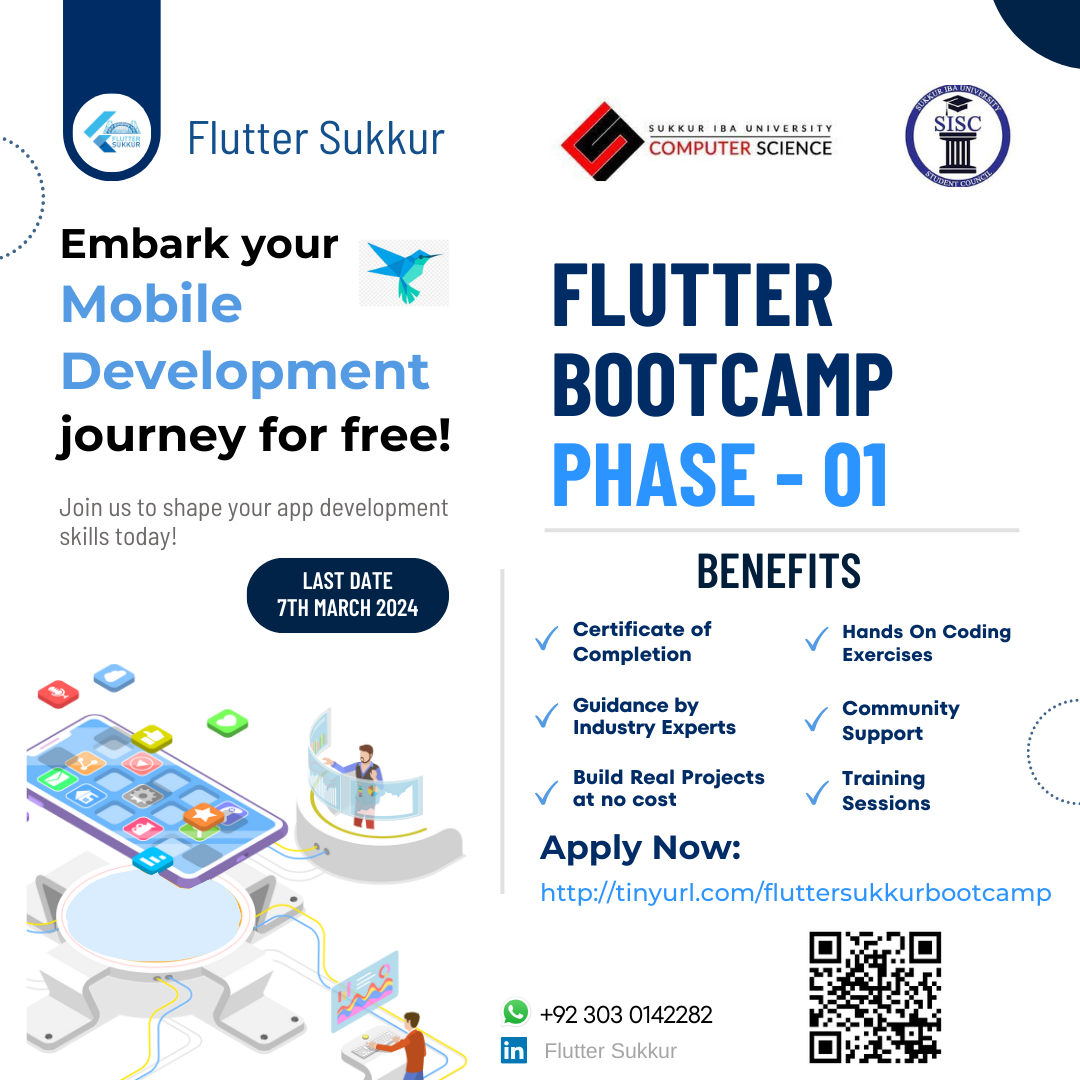 FLUTTER
SUKKUR
Flutter Sukkur
SUKKUR IBA UNIVERSITY
COMPUTER SCIENCE
SUKKUR IBA UNIVERSITY
SISC
STUDENT COUNCIL
Embark your
Mobile
Development
journey for free!
Join us to shape your app development
skills today!
LAST DATE
7TH MARCH 2024
FLUTTER
BOOTCAMP
PHASE - 01
BENEFITS
Certificate of
Completion
Hands On Coding
Exercises
Guidance by
Industry Experts
Community
Support
Build Real Projects
at no cost
Training
Sessions
Apply Now:
http://tinyurl.com/fluttersukkurbootcamp
+92 303 0142282
in
Flutter Sukkur